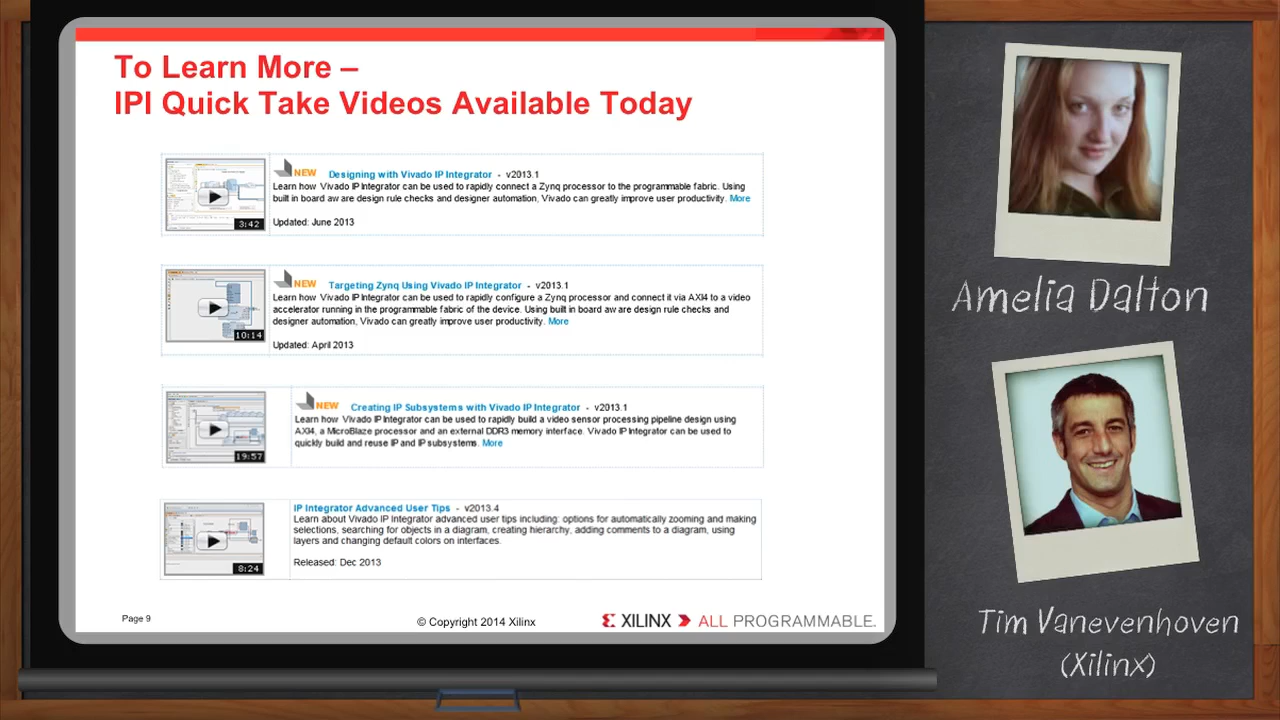 To Learn More –
IPI Quick Take Videos Available Today
NEW Designing with Vivado IP Integrator - v2013.1
Learn how Vivado IP Integrator can be used to rapidly connect a Zynq processor to the programmable fabric. Using
built in board aware design rule checks and designer automation, Vivado can greatly improve user productivity. More
3:42
Updated: June 2013
NEW Targeting Zynq Using Vivado IP Integrator - v2013.1
Learn how Vivado IP Integrator can be used to rapidly configure a Zynq processor and connect it via AXI4 to a video
accelerator running in the programmable fabric of the device. Using built in board aware design rule checks and
designer automation, Vivado can greatly improve user productivity. More
10:14
Updated: April 2013
NEW Creating IP Subsystems with Vivado IP Integrator - v2013.1
Learn how Vivado IP Integrator can be used to rapidly build a video sensor processing pipeline design using
AXI4, a MicroBlaze processor and an external DDR3 memory interface. Vivado IP Integrator can be used to
quickly build and reuse IP and IP subsystems. More
19:57
IP Integrator Advanced User Tips - v2013.4
Learn about Vivado IP Integrator advanced user tips including: options for automatically zooming and making
selections, searching for objects in a diagram, creating hierarchy, adding comments to a diagram, using
layers and changing default colors on interfaces.
8:24
Released: Dec 2013
Page 9
© Copyright 2014 Xilinx
XILINX ALL PROGRAMMABLE.
Amelia Dalton
Tim Vanevenhoven
(Xilinx)